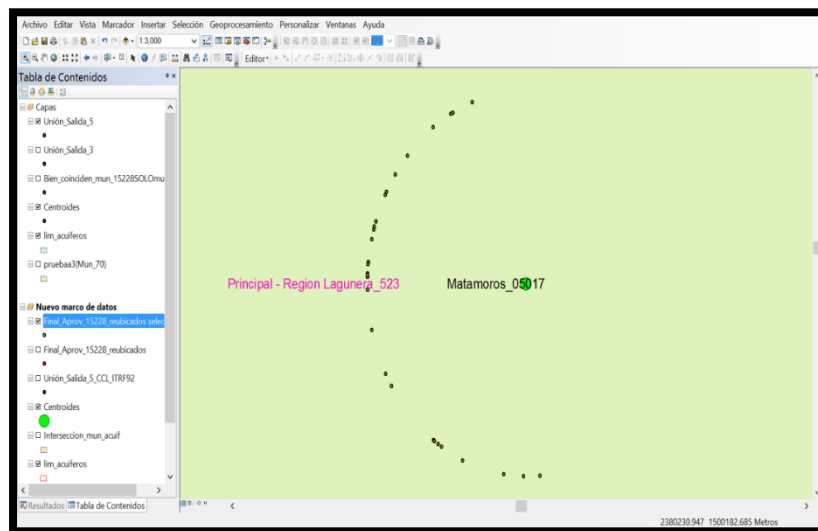 Archivo Editar Vista Marcador Insertar Selección Geoprocesamiento Personalizar Ventanas Ayuda
1:3,000
Editor
Tabla de Contenidos
Capas
Unión_Salida_5
Unión_Salida_3
Bien_coinciden_mun_15228SOLOmu
Centroides
lim_acuiferos
pruebaa3(Mun_70)
Nuevo marco de datos
Final_Aprov_15228_reubicados selec
Final_Aprov_15228_reubicados
Unión_Salida_5_CCL_ITRF92
Centroides
Interseccion_mun_acuif
lim_acuiferos
Resultados Tabla de Contenidos
Principal - Region Lagunera_523
Matamoros_05017
2380230.947 1500182.685 Metros